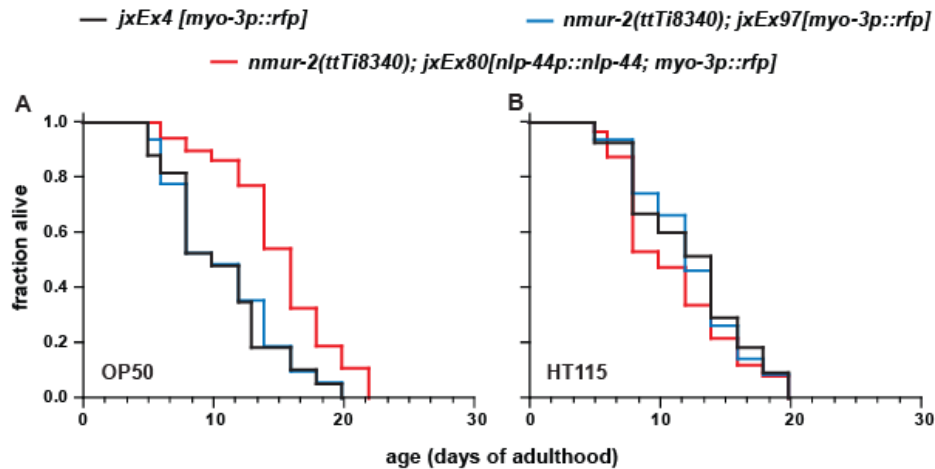 jxEx4 [myo-3p::rfp]
nmur-2(ttTi8340); jxEx97[myo-3p::rfp]
nmur-2(ttTi8340); jxEx80[nlp-44p::nlp-44; myo-3p::rfp]
A
B
1.0
0.8
0.6
0.4
0.2
0.0
fraction alive
OP50
HT115
0 10 20 30
0 10 20 30
age (days of adulthood)